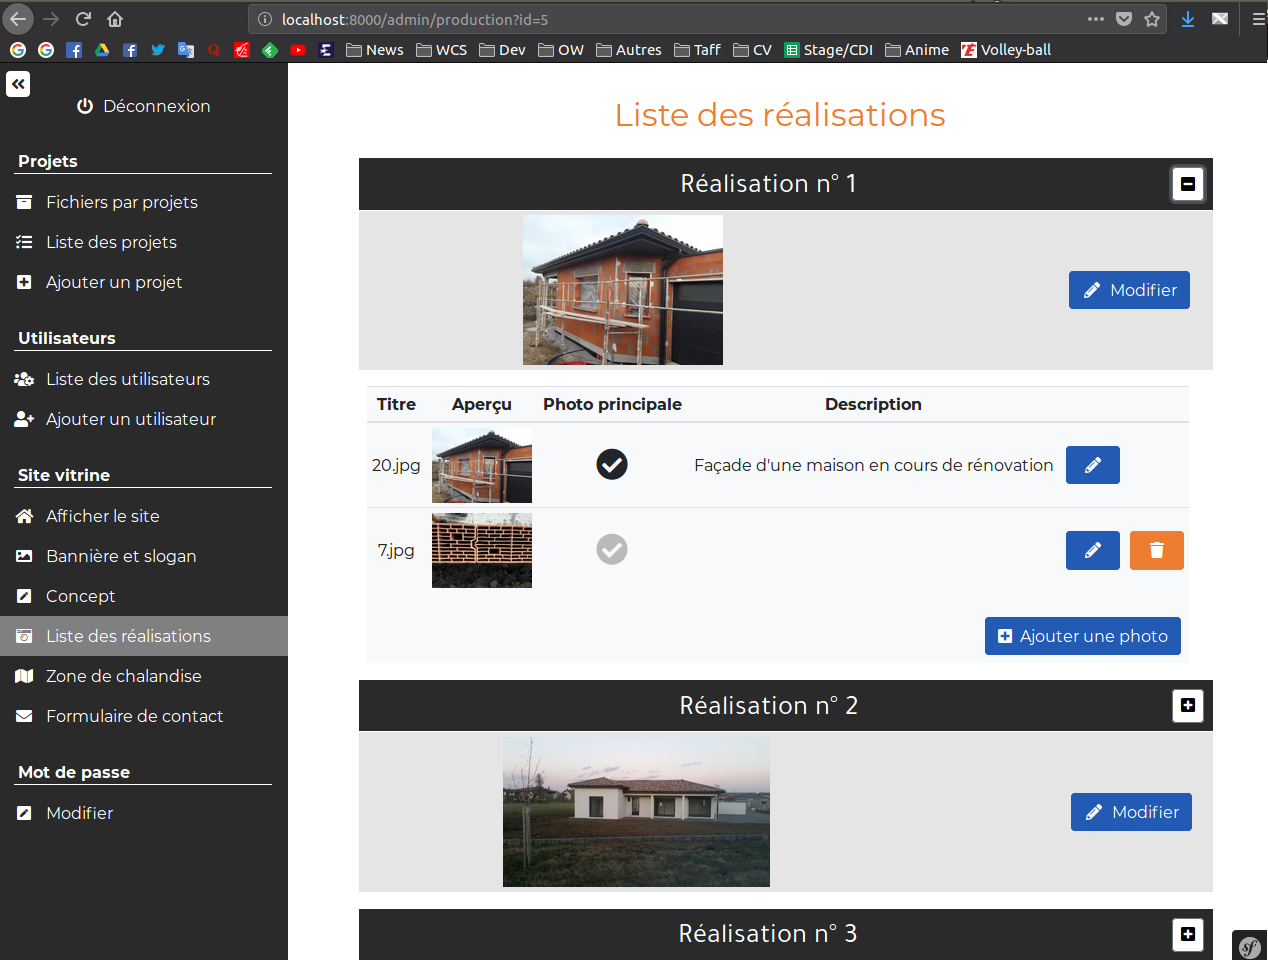 localhost:8000/admin/production?id=5
News WCS Dev OW Autres Taff CV Stage/CDI Anime Volley-ball
Déconnexion
Projets
Fichiers par projets
Liste des projets
Ajouter un projet
Utilisateurs
Liste des utilisateurs
Ajouter un utilisateur
Site vitrine
Afficher le site
Bannière et slogan
Concept
Liste des réalisations
Zone de chalandise
Formulaire de contact
Mot de passe
Modifier
Liste des réalisations
Réalisation n° 1
Modifier
Titre Aperçu Photo principale Description
20.jpg Façade d'une maison en cours de rénovation
7.jpg
Ajouter une photo
Réalisation n° 2
Modifier
Réalisation n° 3
sf